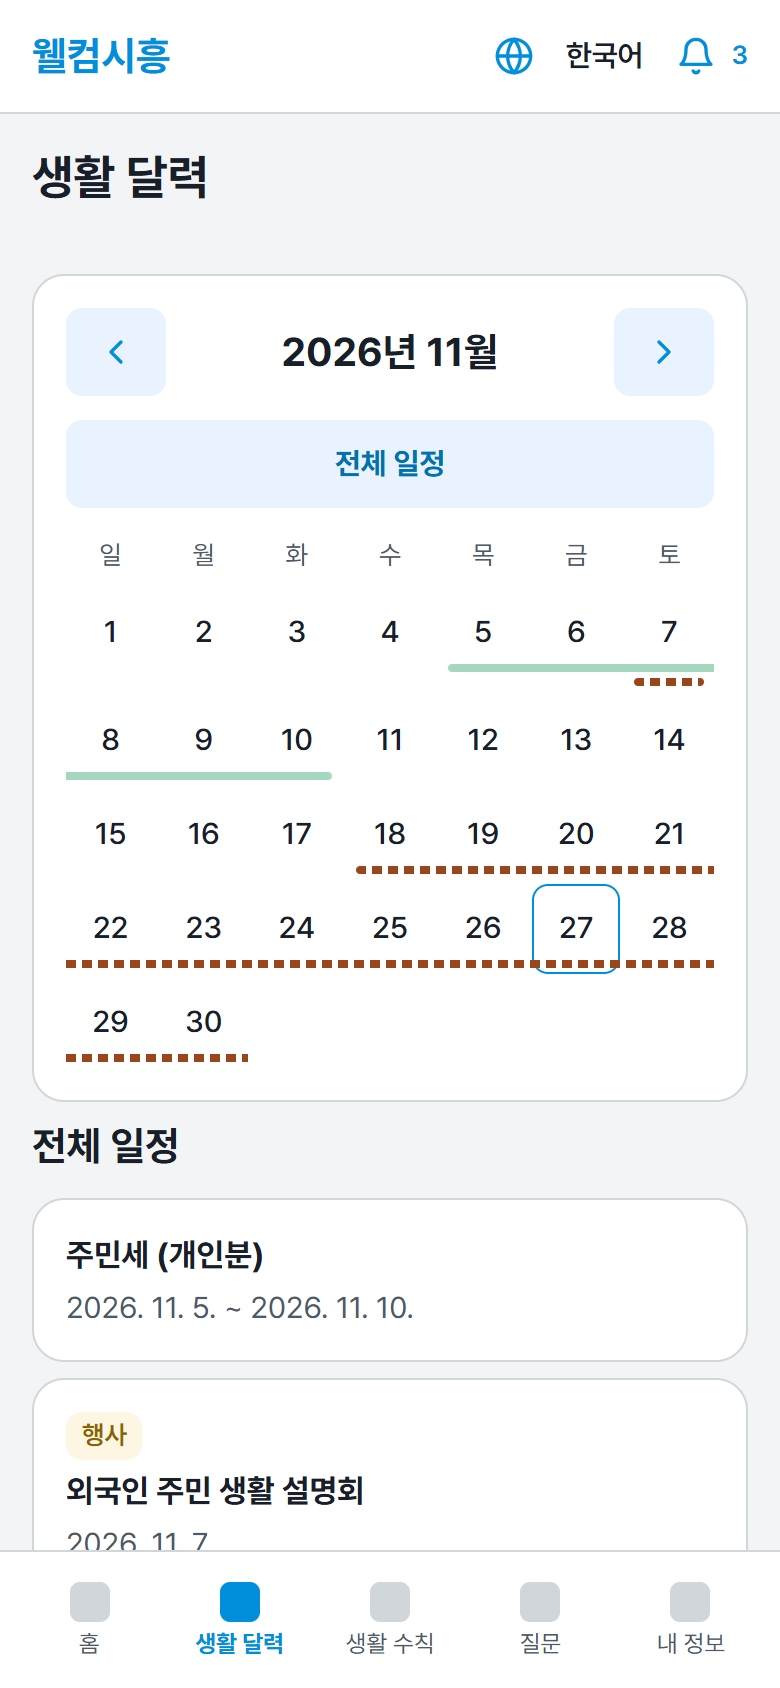 웰컴시흥 한국어 3
생활 달력
2026년 11월
전체 일정
일 월 화 수 목 금 토
1 2 3 4 5 6 7
8 9 10 11 12 13 14
15 16 17 18 19 20 21
22 23 24 25 26 27 28
29 30
전체 일정
주민세 (개인분)
2026. 11. 5. ~ 2026. 11. 10.
행사
외국인 주민 생활 설명회
2026. 11. 7
홈 생활 달력 생활 수칙 질문 내 정보